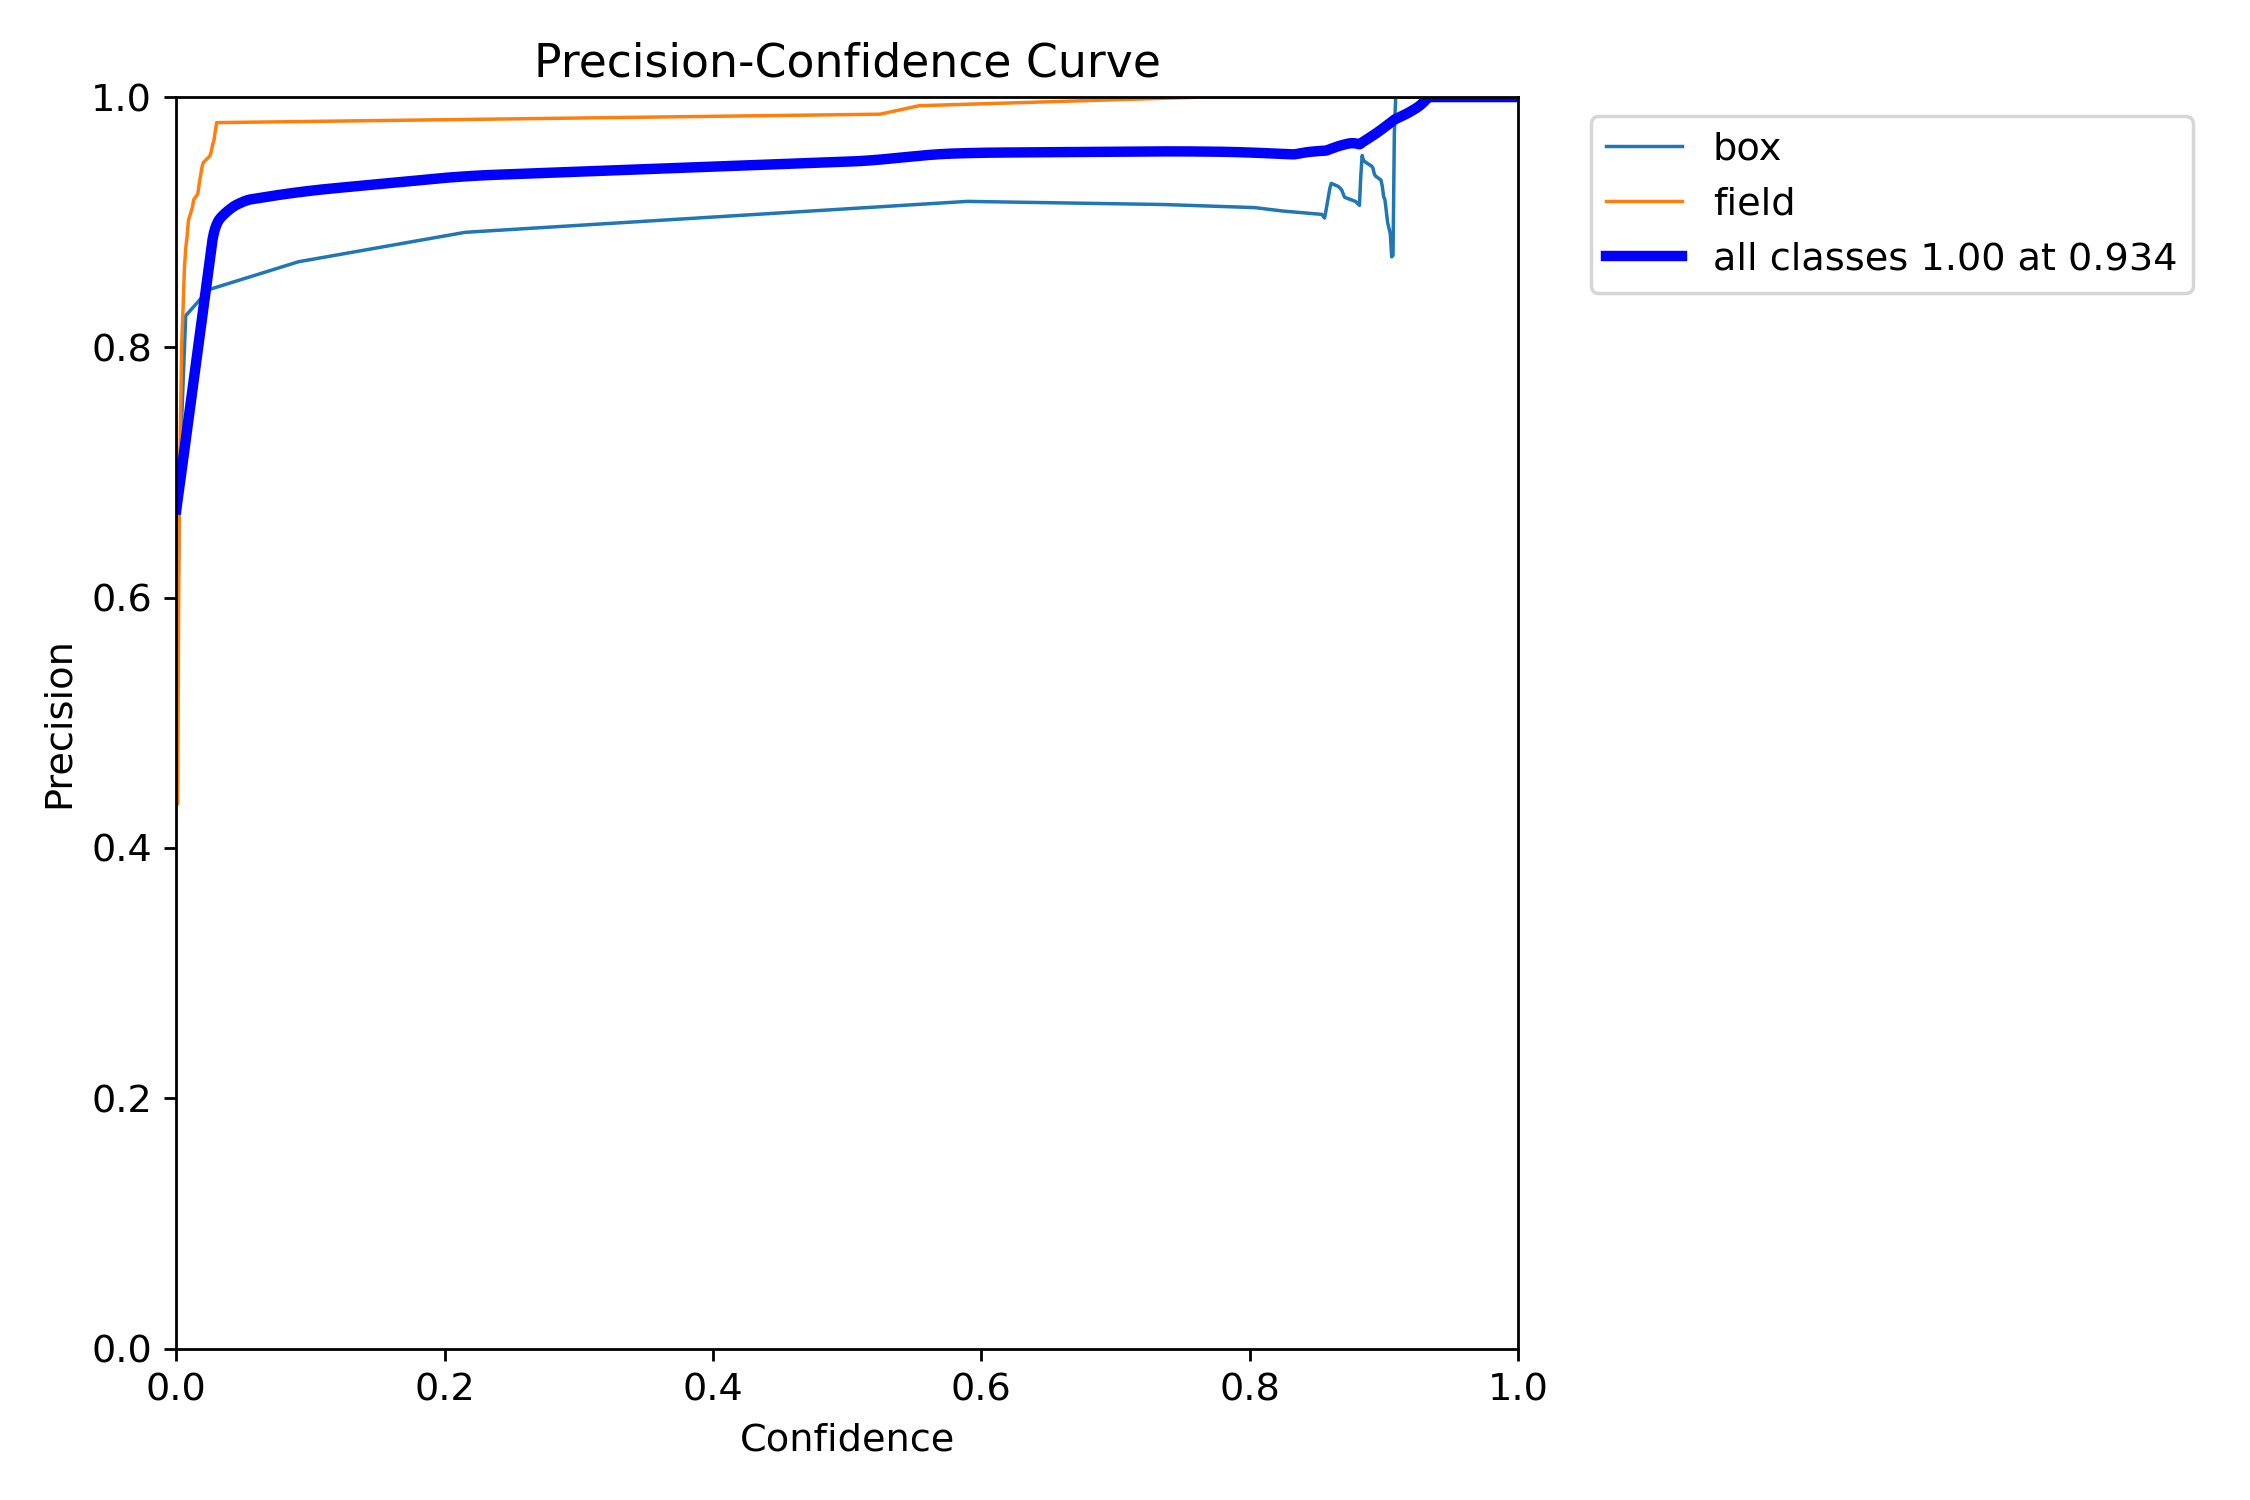 Precision-Confidence Curve
1.0
0.8
0.6
0.4
0.2
0.0
Precision
0.0 0.2 0.4 0.6 0.8 1.0
Confidence
box
field
all classes 1.00 at 0.934